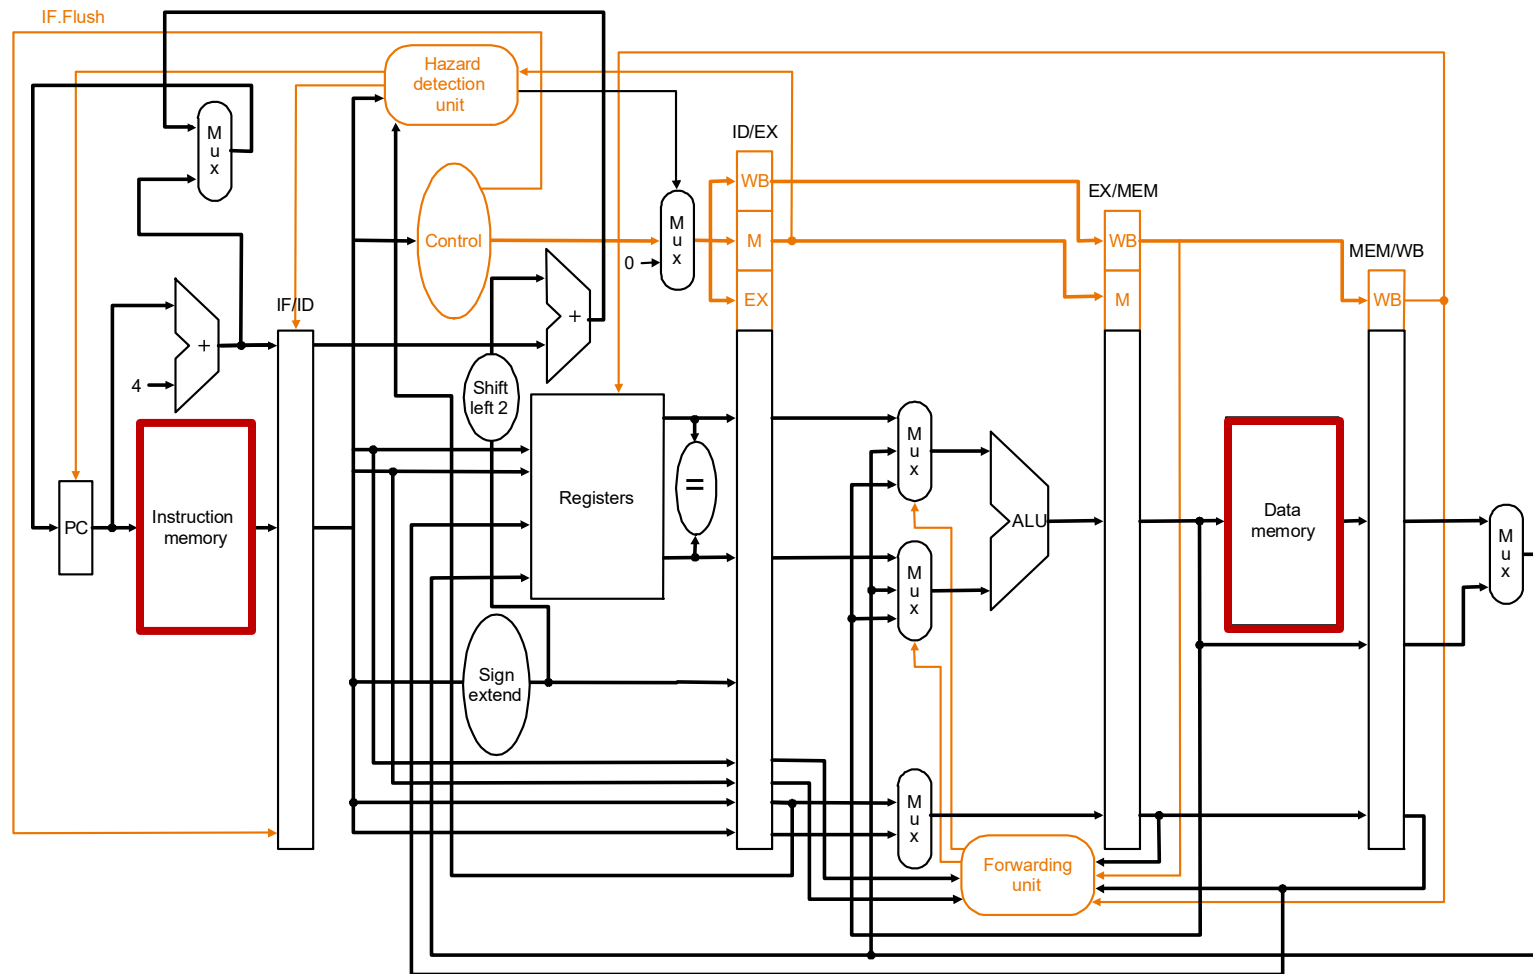 IF.Flush
Hazard
detection
unit
M
u
x
ID/EX
WB
EX/MEM
Control
M
u
x
0
M
WB
MEM/WB
IF/ID
EX
M
WB
+
+
4
Shift
left 2
M
u
x
Registers
=
PC
Instruction
memory
ALU
Data
memory
M
u
x
M
u
x
Sign
extend
M
u
x
Forwarding
unit